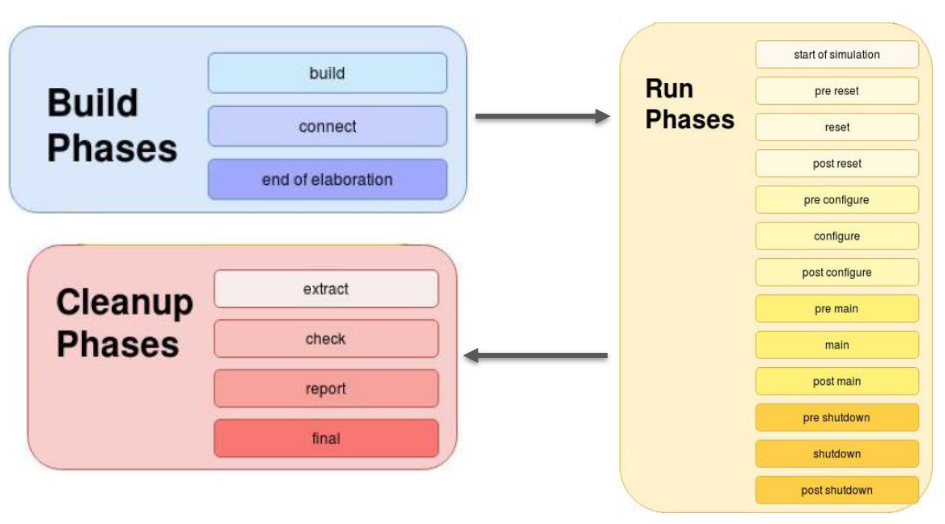 Build
Phases
build
connect
end of elaboration
Run
Phases
start of simulation
pre reset
reset
post reset
pre configure
configure
post configure
pre main
main
post main
pre shutdown
shutdown
post shutdown
Cleanup
Phases
extract
check
report
final